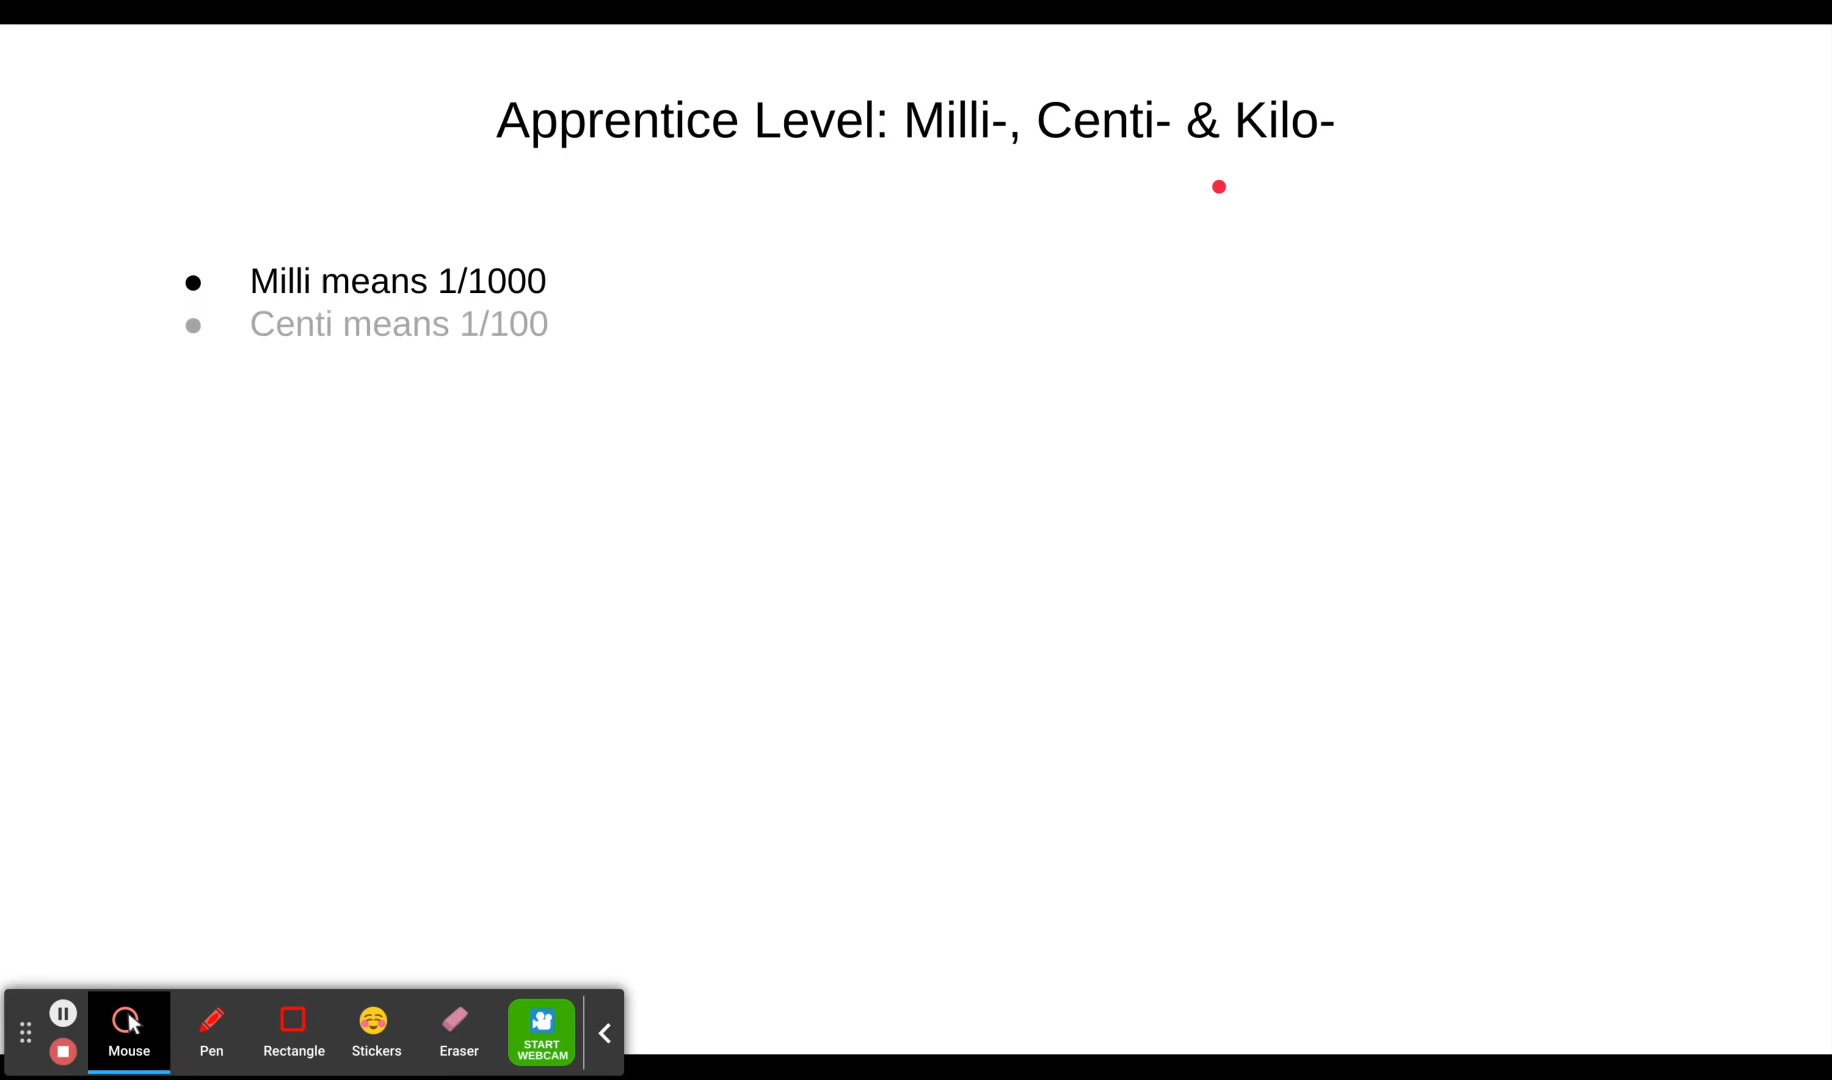 Apprentice Level: Milli-, Centi- & Kilo-
● Milli means 1/1000
● Centi means 1/100
Mouse Pen Rectangle Stickers Eraser START WEBCAM